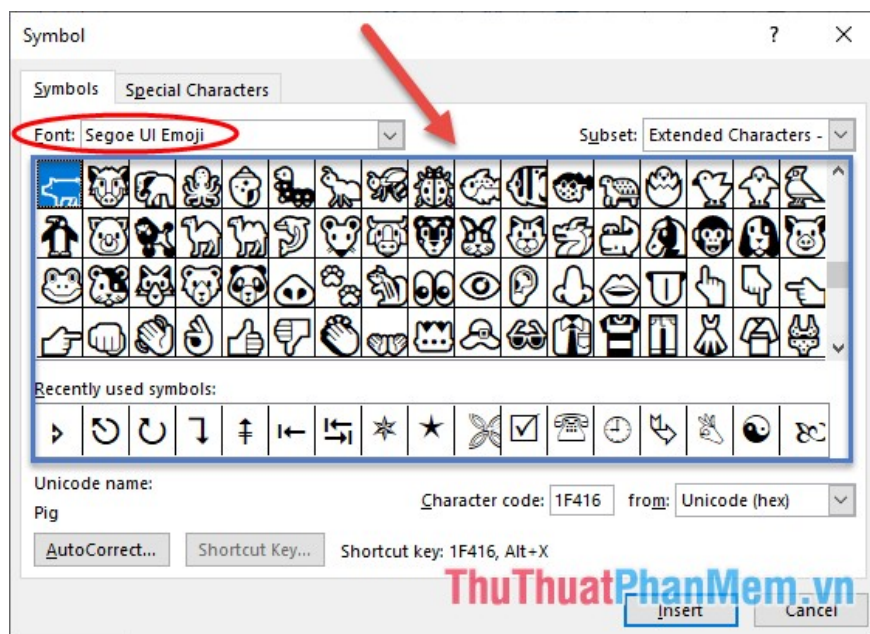 Symbol ?
Symbols Special Characters
Font: Segoe UI Emoji Subset: Extended Characters -
Recently used symbols:
Unicode name:
Pig
Character code: 1F416 from: Unicode (hex)
AutoCorrect... Shortcut Key... Shortcut key: 1F416, Alt+X
ThuThuatPhanMem.vn
Insert Cancel